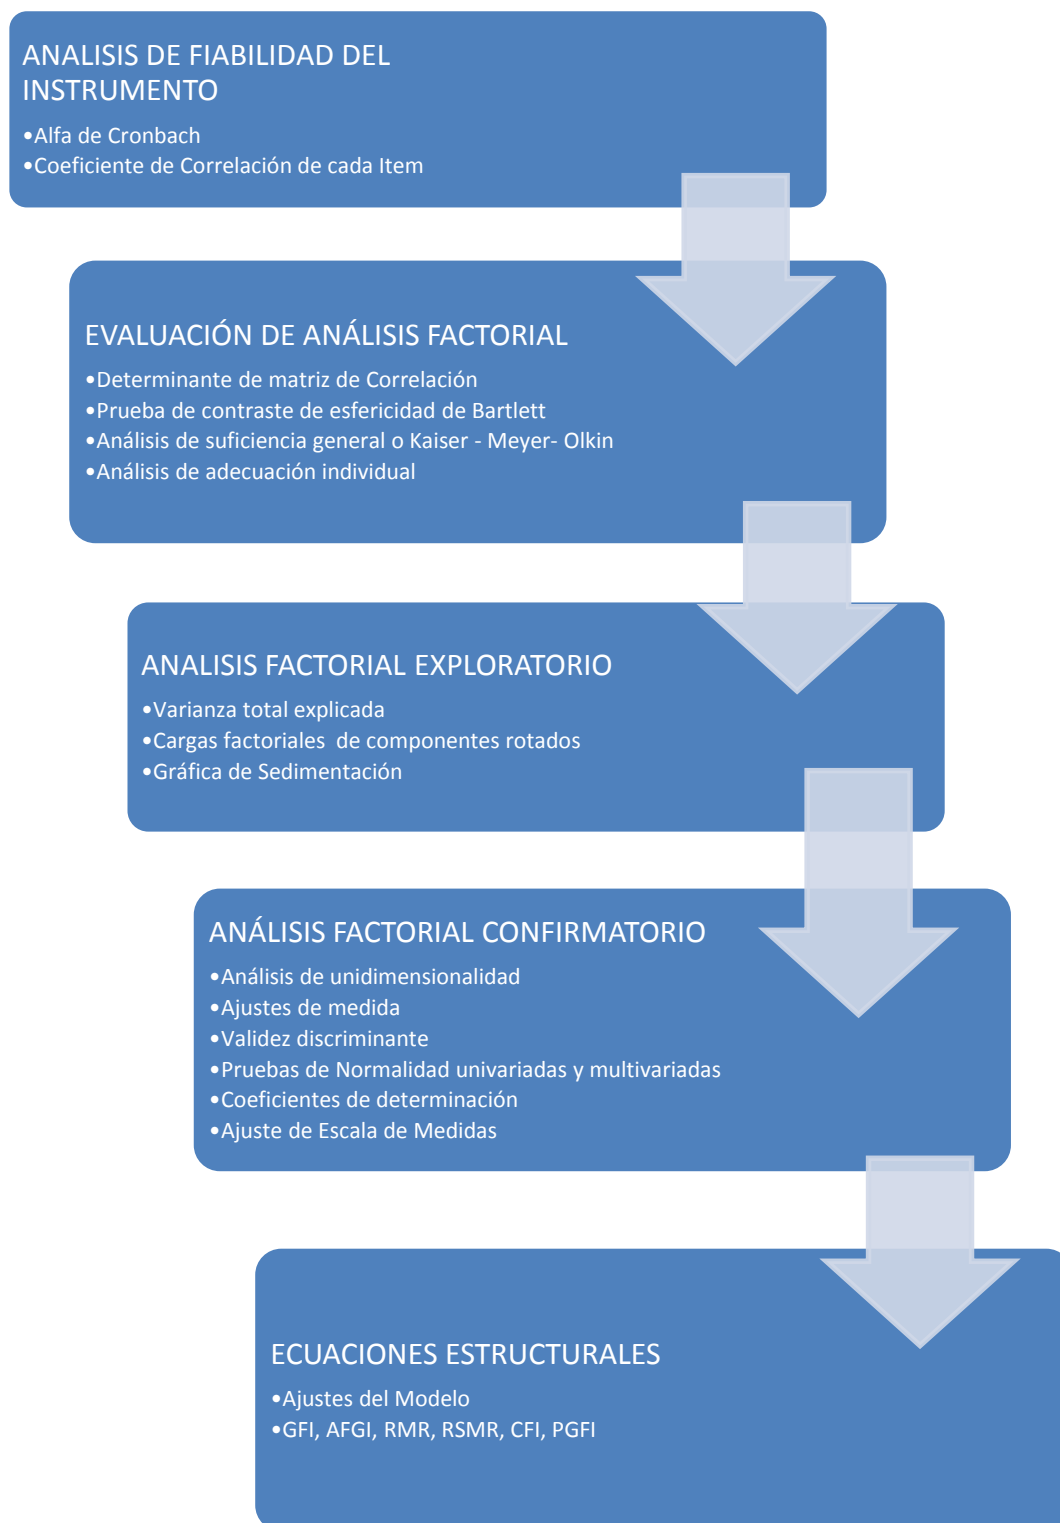 ANALISIS DE FIABILIDAD DEL
INSTRUMENTO
•Alfa de Cronbach
•Coeficiente de Correlación de cada Item
EVALUACIÓN DE ANÁLISIS FACTORIAL
•Determinante de matriz de Correlación
•Prueba de contraste de esfericidad de Bartlett
•Análisis de suficiencia general o Kaiser - Meyer- Olkin
•Análisis de adecuación individual
ANALISIS FACTORIAL EXPLORATORIO
•Varianza total explicada
•Cargas factoriales de componentes rotados
•Gráfica de Sedimentación
ANÁLISIS FACTORIAL CONFIRMATORIO
•Análisis de unidimensionalidad
•Ajustes de medida
•Validez discriminante
•Pruebas de Normalidad univariadas y multivariadas
•Coeficientes de determinación
•Ajuste de Escala de Medidas
ECUACIONES ESTRUCTURALES
•Ajustes del Modelo
•GFI, AFGI, RMR, RSMR, CFI, PGFI